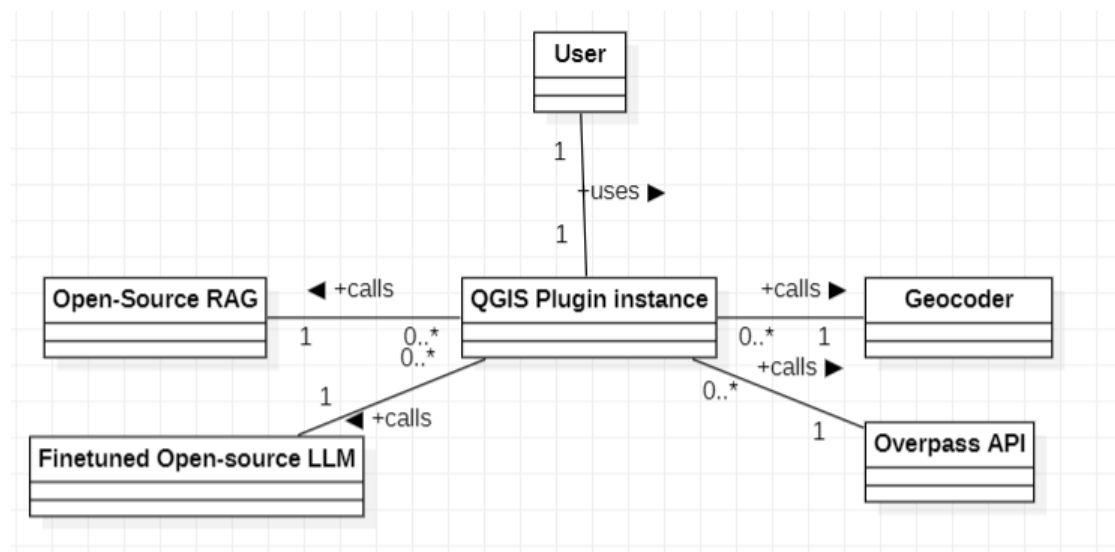 User
1
+uses ▶
1
Open-Source RAG
◀ +calls
1
0..*
QGIS Plugin instance
+calls ▶
0..*
1
Geocoder
0..*
1
◀ +calls
Finetuned Open-source LLM
+calls ▶
0..*
1
Overpass API